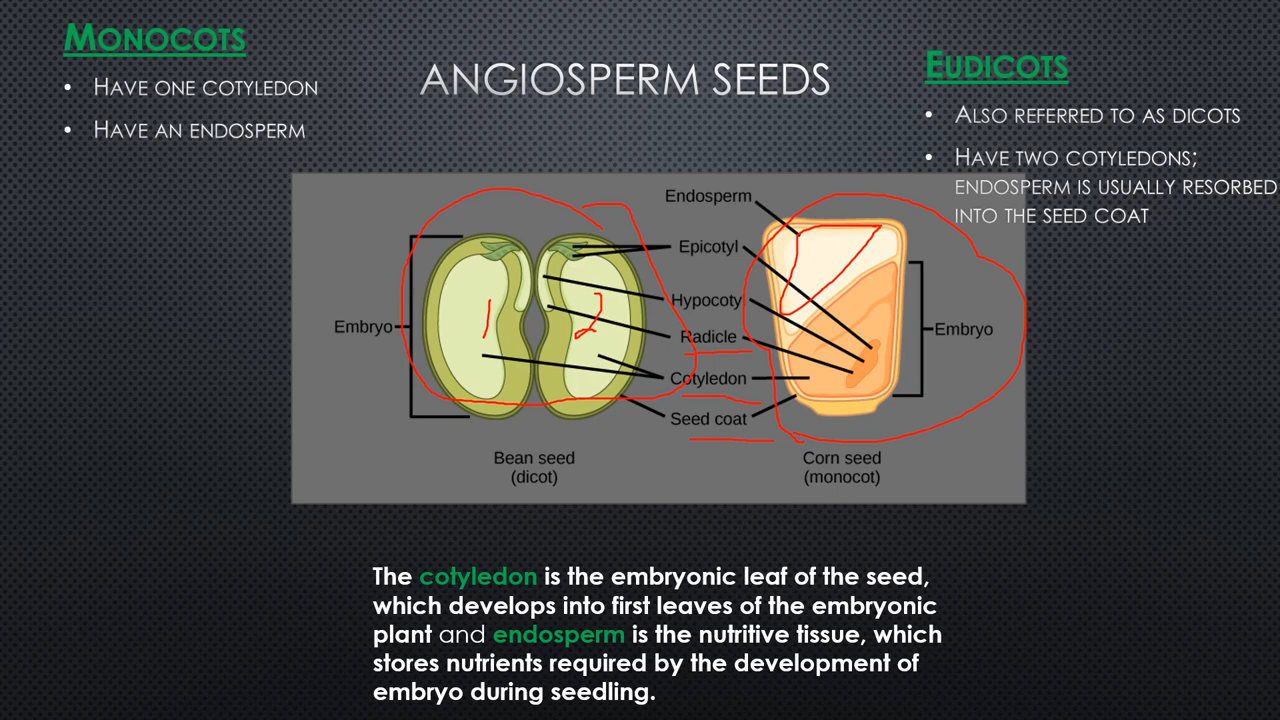 MONOCOTS
• HAVE ONE COTYLEDON
• HAVE AN ENDOSPERM
ANGIOSPERM SEEDS
EUDICOTS
• ALSO REFERRED TO AS DICOTS
• HAVE TWO COTYLEDONS;
ENDOSPERM IS USUALLY RESORBED
INTO THE SEED COAT
Endosperm
Epicotyl
Hypocoty
Radicle
Cotyledon
Seed coat
Embryo
1
2
Embryo
Bean seed
(dicot)
Corn seed
(monocot)
The cotyledon is the embryonic leaf of the seed,
which develops into first leaves of the embryonic
plant and endosperm is the nutritive tissue, which
stores nutrients required by the development of
embryo during seedling.